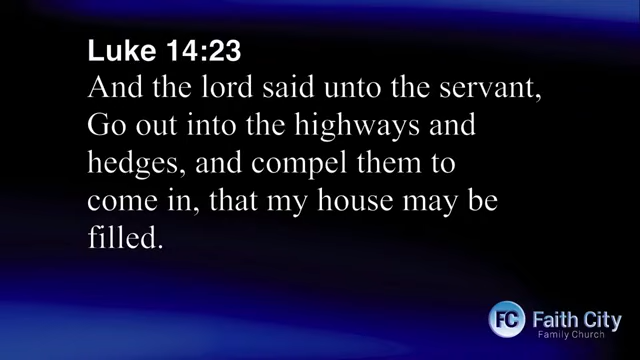 Luke 14:23
And the lord said unto the servant,
Go out into the highways and
hedges, and compel them to
come in, that my house may be
filled.
FC Faith City
Family Church